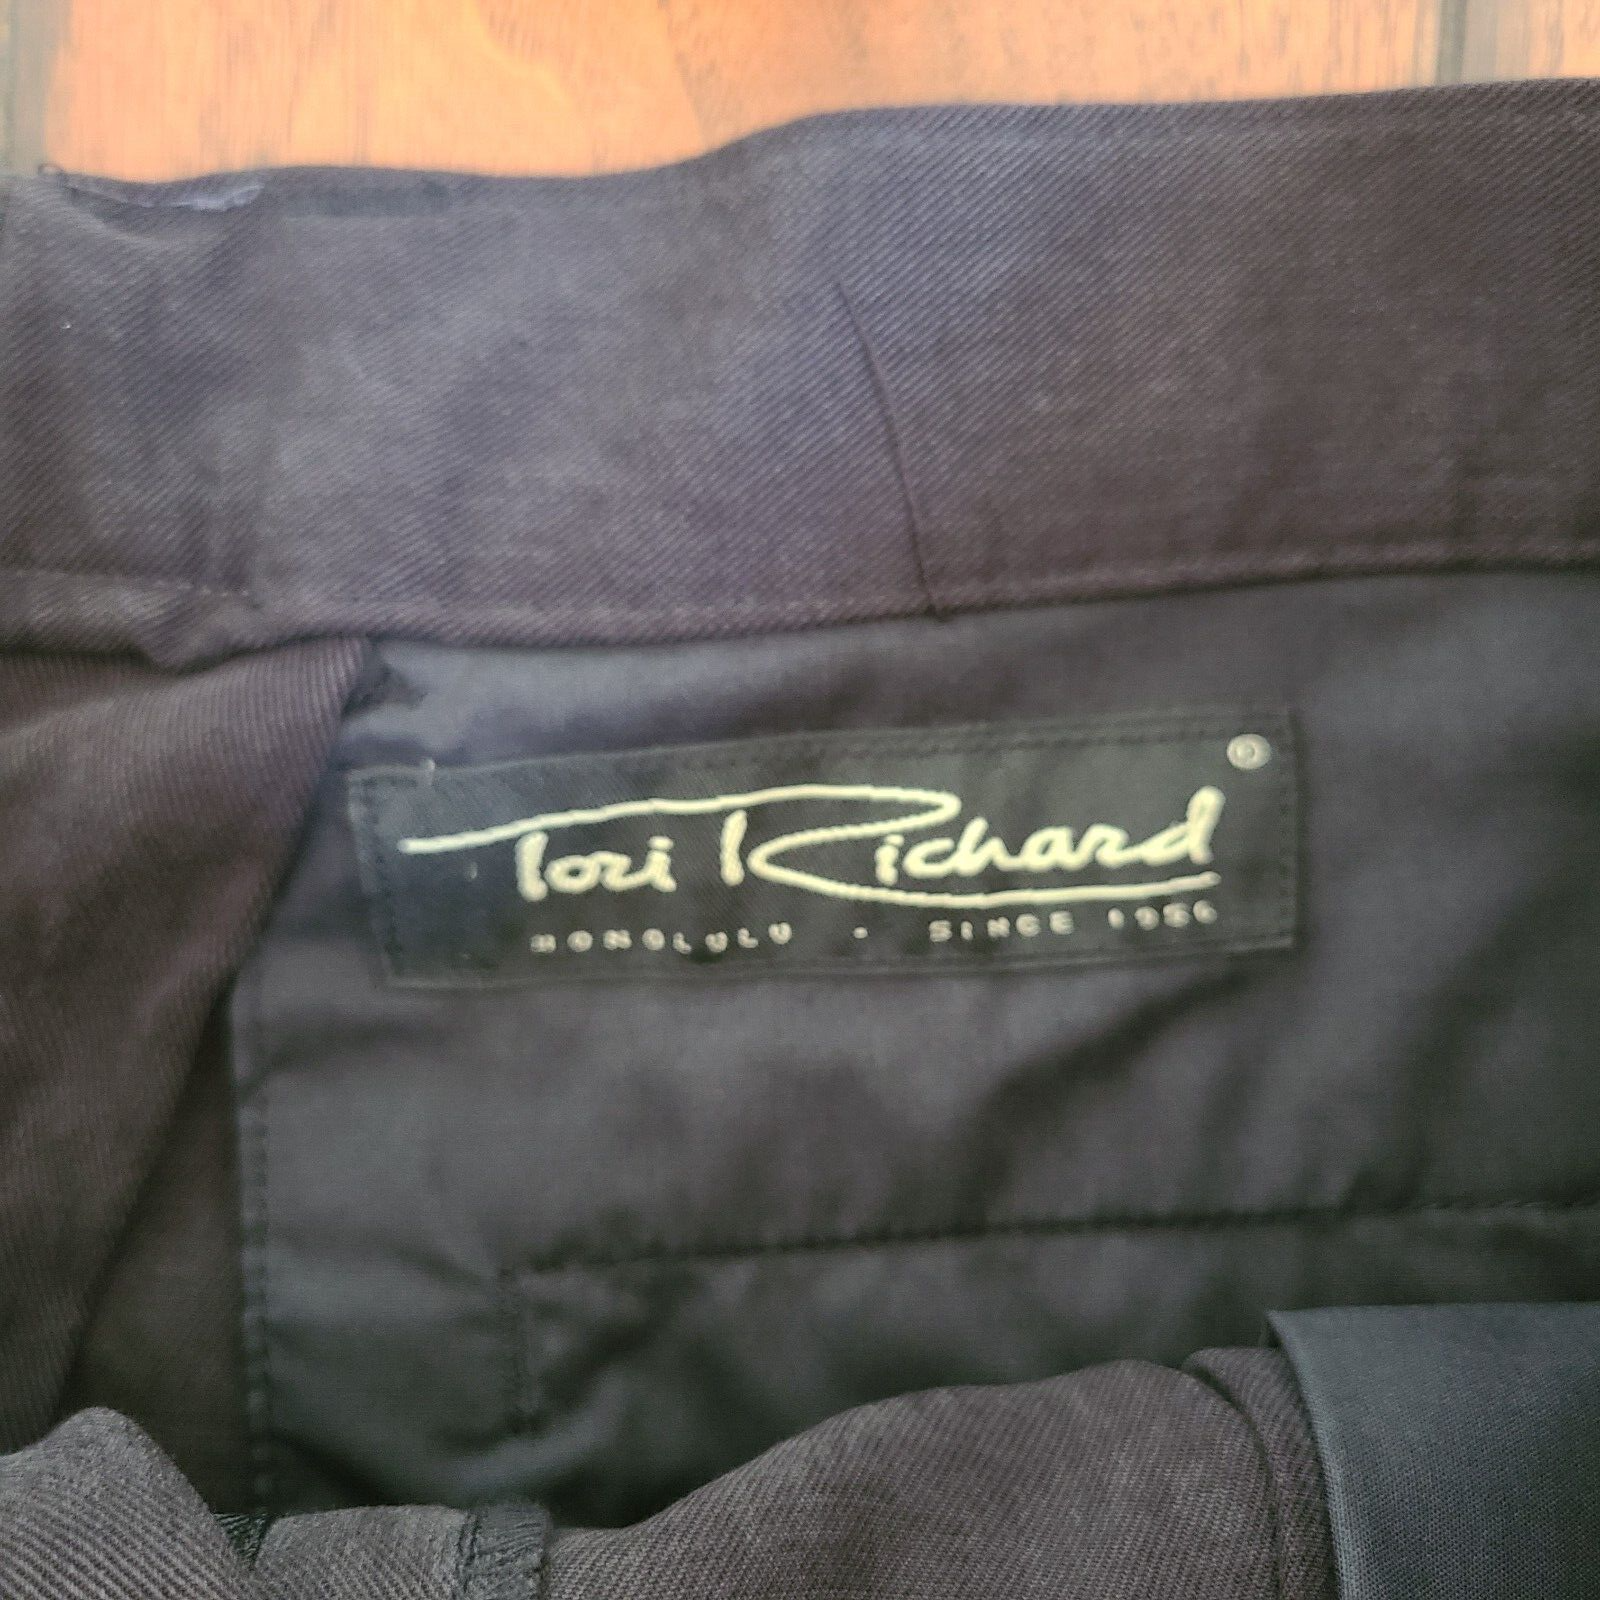 Tori Richard ®
HONOLULU - SINCE 1956